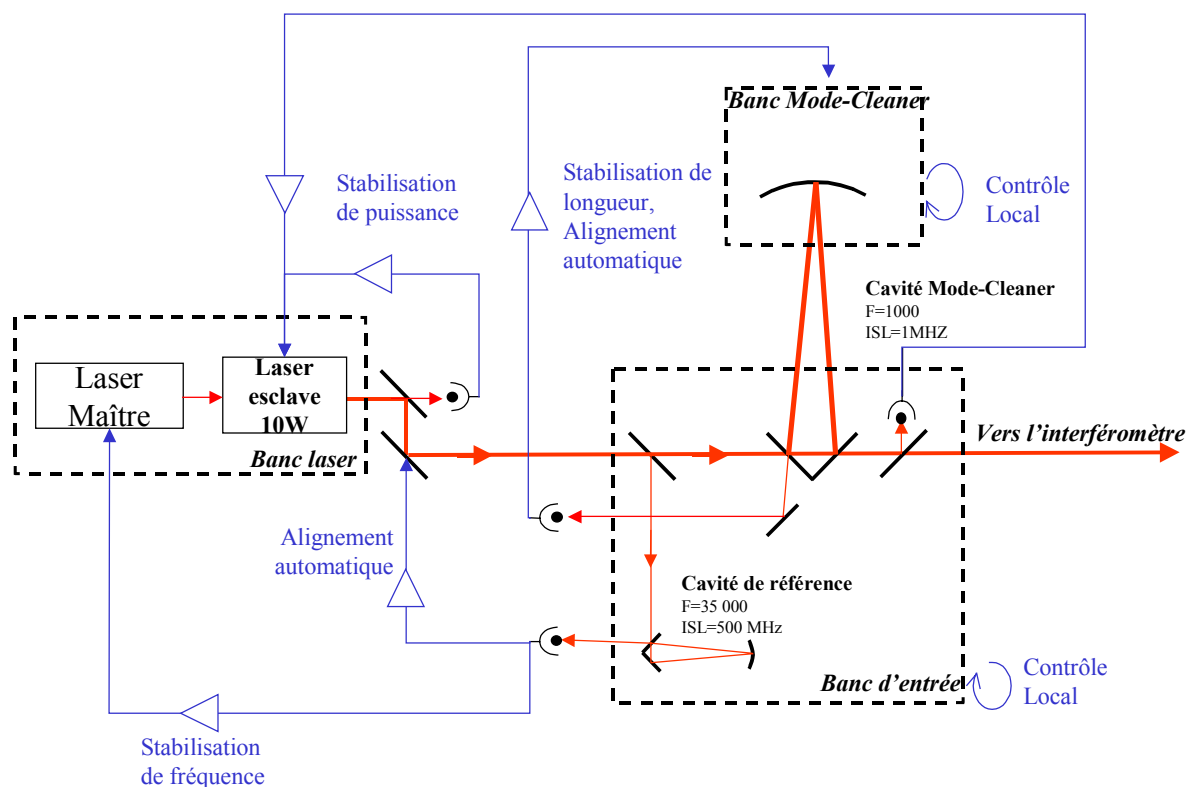 Banc Mode-Cleaner
Stabilisation
de puissance
Stabilisation de
longueur,
Alignement
automatique
Contrôle
Local
Cavité Mode-Cleaner
F=1000
ISL=1MHZ
Laser
Maître
Laser
esclave
10W
Banc laser
Vers l’interféromètre
Alignement
automatique
Cavité de référence
F=35 000
ISL=500 MHz
Banc d’entrée
Contrôle
Local
Stabilisation
de fréquence